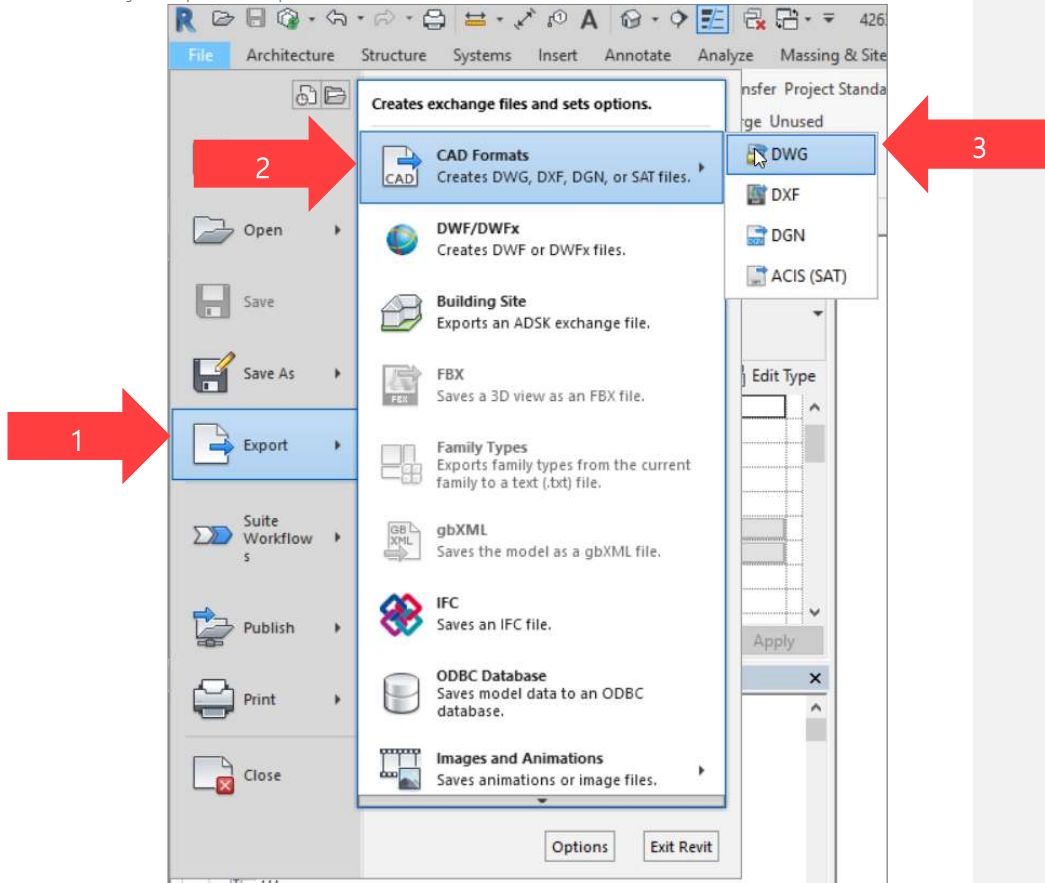 R
4263
File Architecture Structure Systems Insert Annotate Analyze Massing & Site
Creates exchange files and sets options.
nsfer Project Standa
rge Unused
2
CAD
CAD Formats
Creates DWG, DXF, DGN, or SAT files.
DWG
3
DXF
Open
DWF/DWFx
Creates DWF or DWFx files.
DGN
ACIS (SAT)
Save
Building Site
Exports an ADSK exchange file.
Save As
FBX
FBX
Saves a 3D view as an FBX file.
Edit Type
1
Export
Family Types
Exports family types from the current
family to a text (.txt) file.
Suite
Workflow
s
GB
XML
gbXML
Saves the model as a gbXML file.
IFC
Saves an IFC file.
Publish
Apply
ODBC Database
Saves model data to an ODBC
database.
Print
Images and Animations
Saves animations or image files.
Close
Options
Exit Revit